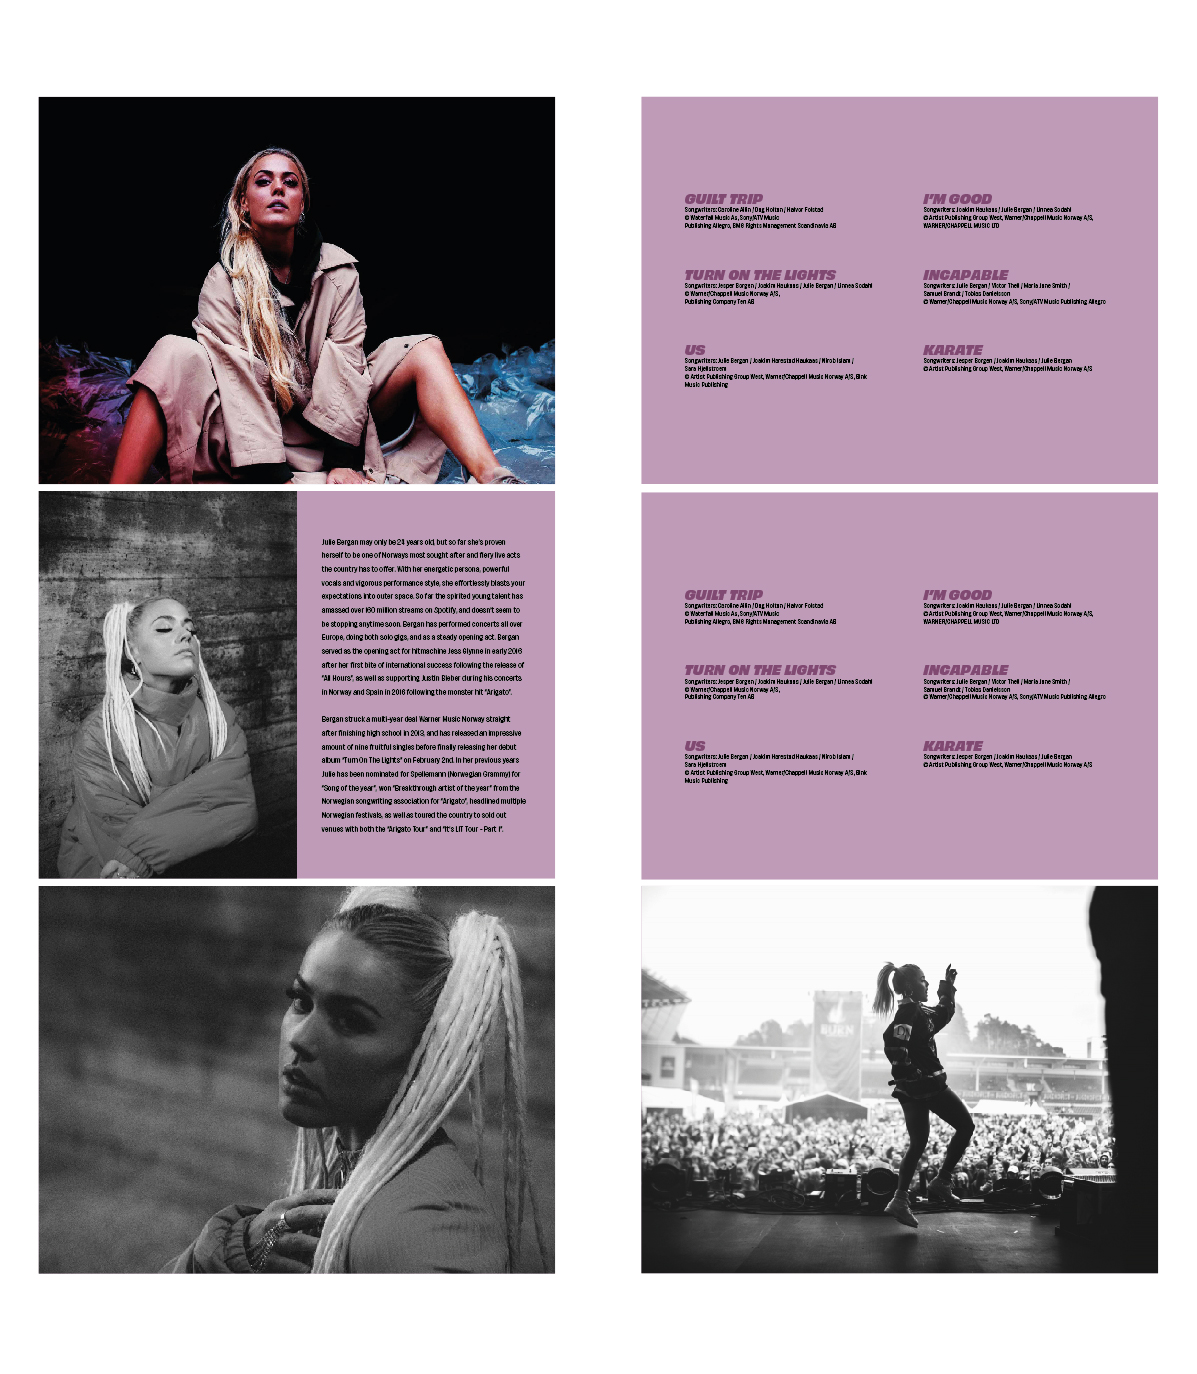 GUILT TRIP
Songwriters: Caroline Ailin / Dag Holtan / Halvor Folstad
© Waterfall Music As, Sony/ATV Music
Publishing Allegro, BMG Rights Management Scandinavia AB
TURN ON THE LIGHTS
Songwriters: Jesper Borgen / Joakim Haukaas / Julie Bergan / Linnea Sodahl
© Warner/Chappell Music Norway A/S,
Publishing Company Ten AB
US
Songwriters: Julie Bergan / Joakim Harestad Haukaas / Nirob Islam /
Sara Hjellstroem
© Artist Publishing Group West, Warner/Chappell Music Norway A/S, Eink
Music Publishing
I'M GOOD
Songwriters: Joakim Haukaas / Julie Bergan / Linnea Sodahl
© Artist Publishing Group West, Warner/Chappell Music Norway A/S,
WARNER/CHAPPELL MUSIC LTD
INCAPABLE
Songwriters: Julie Bergan / Victor Thell / Maria Jane Smith /
Samuel Brandt / Tobias Danielsson
© Warner/Chappell Music Norway A/S, Sony/ATV Music Publishing Allegro
KARATE
Songwriters: Jesper Borgen / Joakim Haukaas / Julie Bergan
© Artist Publishing Group West, Warner/Chappell Music Norway A/S
Julie Bergan may only be 24 years old, but so far she's proven
herself to be one of Norways most sought after and fiery live acts
the country has to offer. With her energetic persona, powerful
vocals and vigorous performance style, she effortlessly blasts your
expectations into outer space. So far the spirited young talent has
amassed over 160 million streams on Spotify, and doesn't seem to
be stopping anytime soon. Bergan has performed concerts all over
Europe, doing both solo gigs, and as a steady opening act. Bergan
served as the opening act for hitmachine Jess Glynne in early 2016
after her first bite of international success following the release of
"All Hours", as well as supporting Justin Bieber during his concerts
in Norway and Spain in 2016 following the monster hit "Arigato".
Bergan struck a multi-year deal Warner Music Norway straight
after finishing high school in 2013, and has released an impressive
amount of nine fruitful singles before finally releasing her debut
album "Turn On The Lights" on February 2nd. In her previous years
Julie has been nominated for Spellemann (Norwegian Grammy) for
"Song of the year", won "Breakthrough artist of the year" from the
Norwegian songwriting association for "Arigato", headlined multiple
Norwegian festivals, as well as toured the country to sold out
venues with both the "Arigato Tour" and "It's LIT Tour - Part I".
GUILT TRIP
Songwriters: Caroline Ailin / Dag Holtan / Halvor Folstad
© Waterfall Music As, Sony/ATV Music
Publishing Allegro, BMG Rights Management Scandinavia AB
TURN ON THE LIGHTS
Songwriters: Jesper Borgen / Joakim Haukaas / Julie Bergan / Linnea Sodahl
© Warner/Chappell Music Norway A/S,
Publishing Company Ten AB
US
Songwriters: Julie Bergan / Joakim Harestad Haukaas / Nirob Islam /
Sara Hjellstroem
© Artist Publishing Group West, Warner/Chappell Music Norway A/S, Eink
Music Publishing
I'M GOOD
Songwriters: Joakim Haukaas / Julie Bergan / Linnea Sodahl
© Artist Publishing Group West, Warner/Chappell Music Norway A/S,
WARNER/CHAPPELL MUSIC LTD
INCAPABLE
Songwriters: Julie Bergan / Victor Thell / Maria Jane Smith /
Samuel Brandt / Tobias Danielsson
© Warner/Chappell Music Norway A/S, Sony/ATV Music Publishing Allegro
KARATE
Songwriters: Jesper Borgen / Joakim Haukaas / Julie Bergan
© Artist Publishing Group West, Warner/Chappell Music Norway A/S
BURN